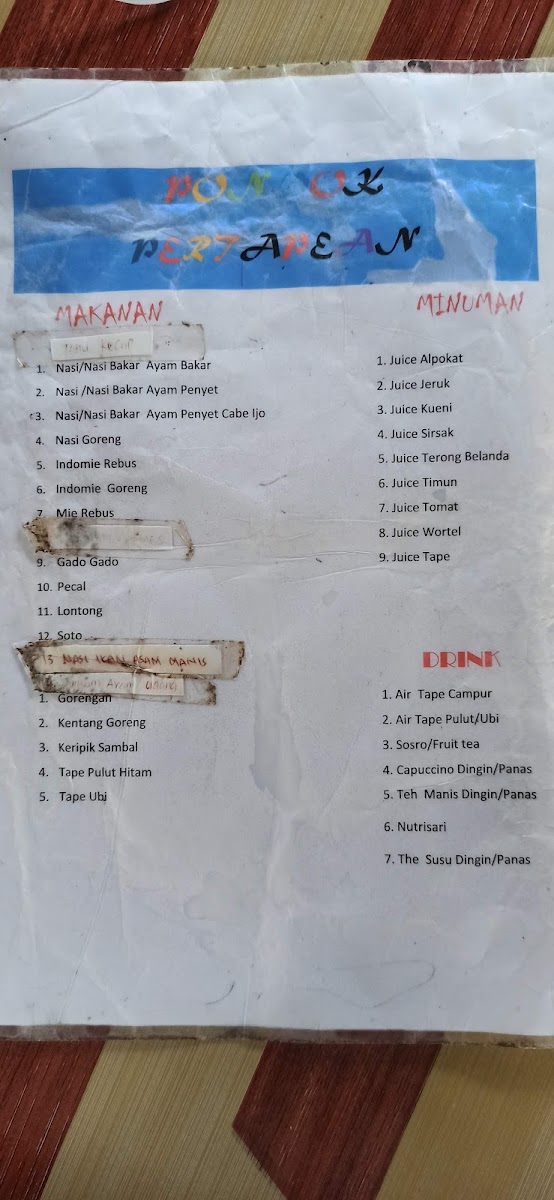 PON OK
PERTAPEAN
MAKANAN
Kecap
1. Nasi/Nasi Bakar Ayam Bakar
2. Nasi /Nasi Bakar Ayam Penyet
3. Nasi/Nasi Bakar Ayam Penyet Cabe Ijo
4. Nasi Goreng
5. Indomie Rebus
6. Indomie Goreng
7. Mie Rebus
9. Gado Gado
10. Pecal
11. Lontong
12. Soto
13 NASI IKAN ASAM MANIS
Ayam
1. Gorengan
2. Kentang Goreng
3. Keripik Sambal
4. Tape Pulut Hitam
5. Tape Ubi
MINUMAN
1. Juice Alpokat
2. Juice Jeruk
3. Juice Kueni
4. Juice Sirsak
5. Juice Terong Belanda
6. Juice Timun
7. Juice Tomat
8. Juice Wortel
9. Juice Tape
DRINK
1. Air Tape Campur
2. Air Tape Pulut/Ubi
3. Sosro/Fruit tea
4. Capuccino Dingin/Panas
5. Teh Manis Dingin/Panas
6. Nutrisari
7. The Susu Dingin/Panas